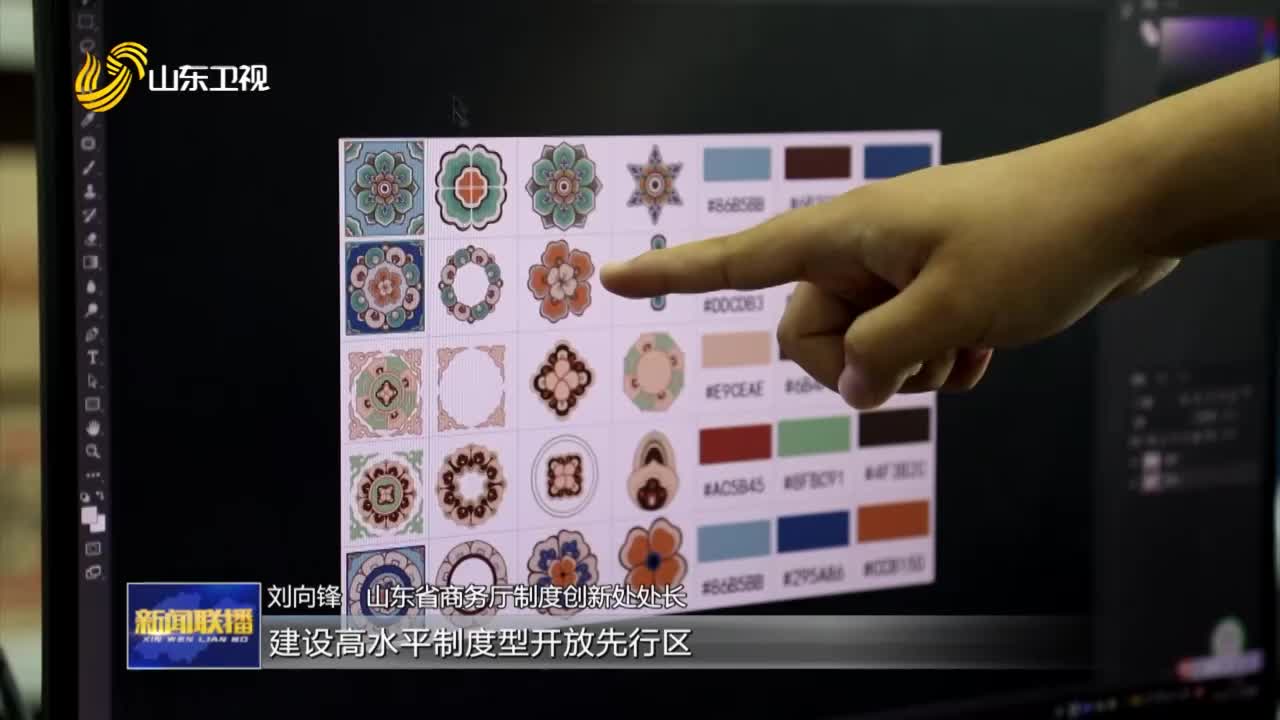 山东卫视
#86B5BB
#DDCDB3
#E9CEAE
#AC5B45
#8FBC91
#4F3B2C
#86B5BB
#295AB6
刘向锋 山东省商务厅制度创新处处长
新闻联播
XIN WEN LIAN BO
建设高水平制度型开放先行区